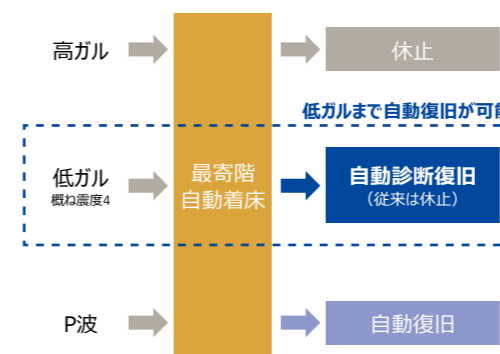 高ガル
休止
低ガルまで自動復旧が可能
低ガル
概ね震度4
最寄階
自動着床
自動診断復旧
（従来は休止）
P波
自動復旧